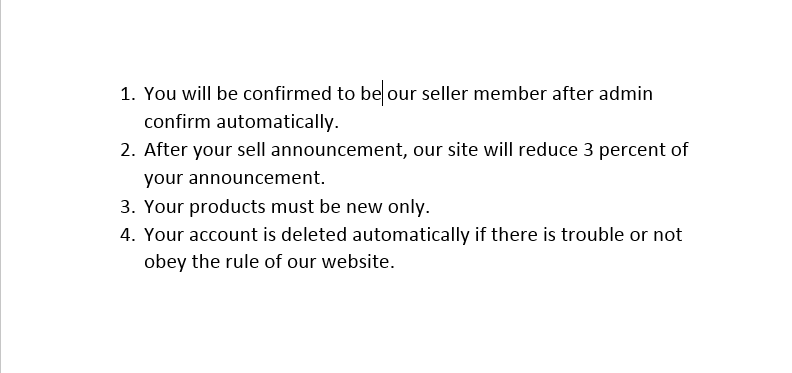 1. You will be confirmed to be our seller member after admin
confirm automatically.
2. After your sell announcement, our site will reduce 3 percent of
your announcement.
3. Your products must be new only.
4. Your account is deleted automatically if there is trouble or not
obey the rule of our website.